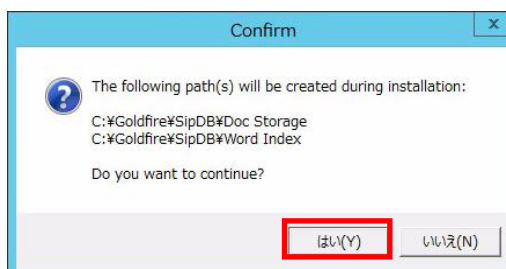 Confirm
x
The following path(s) will be created during installation:
C:¥Goldfire¥SipDB¥Doc Storage
C:¥Goldfire¥SipDB¥Word Index
Do you want to continue?
はい(Y)
いいえ(N)